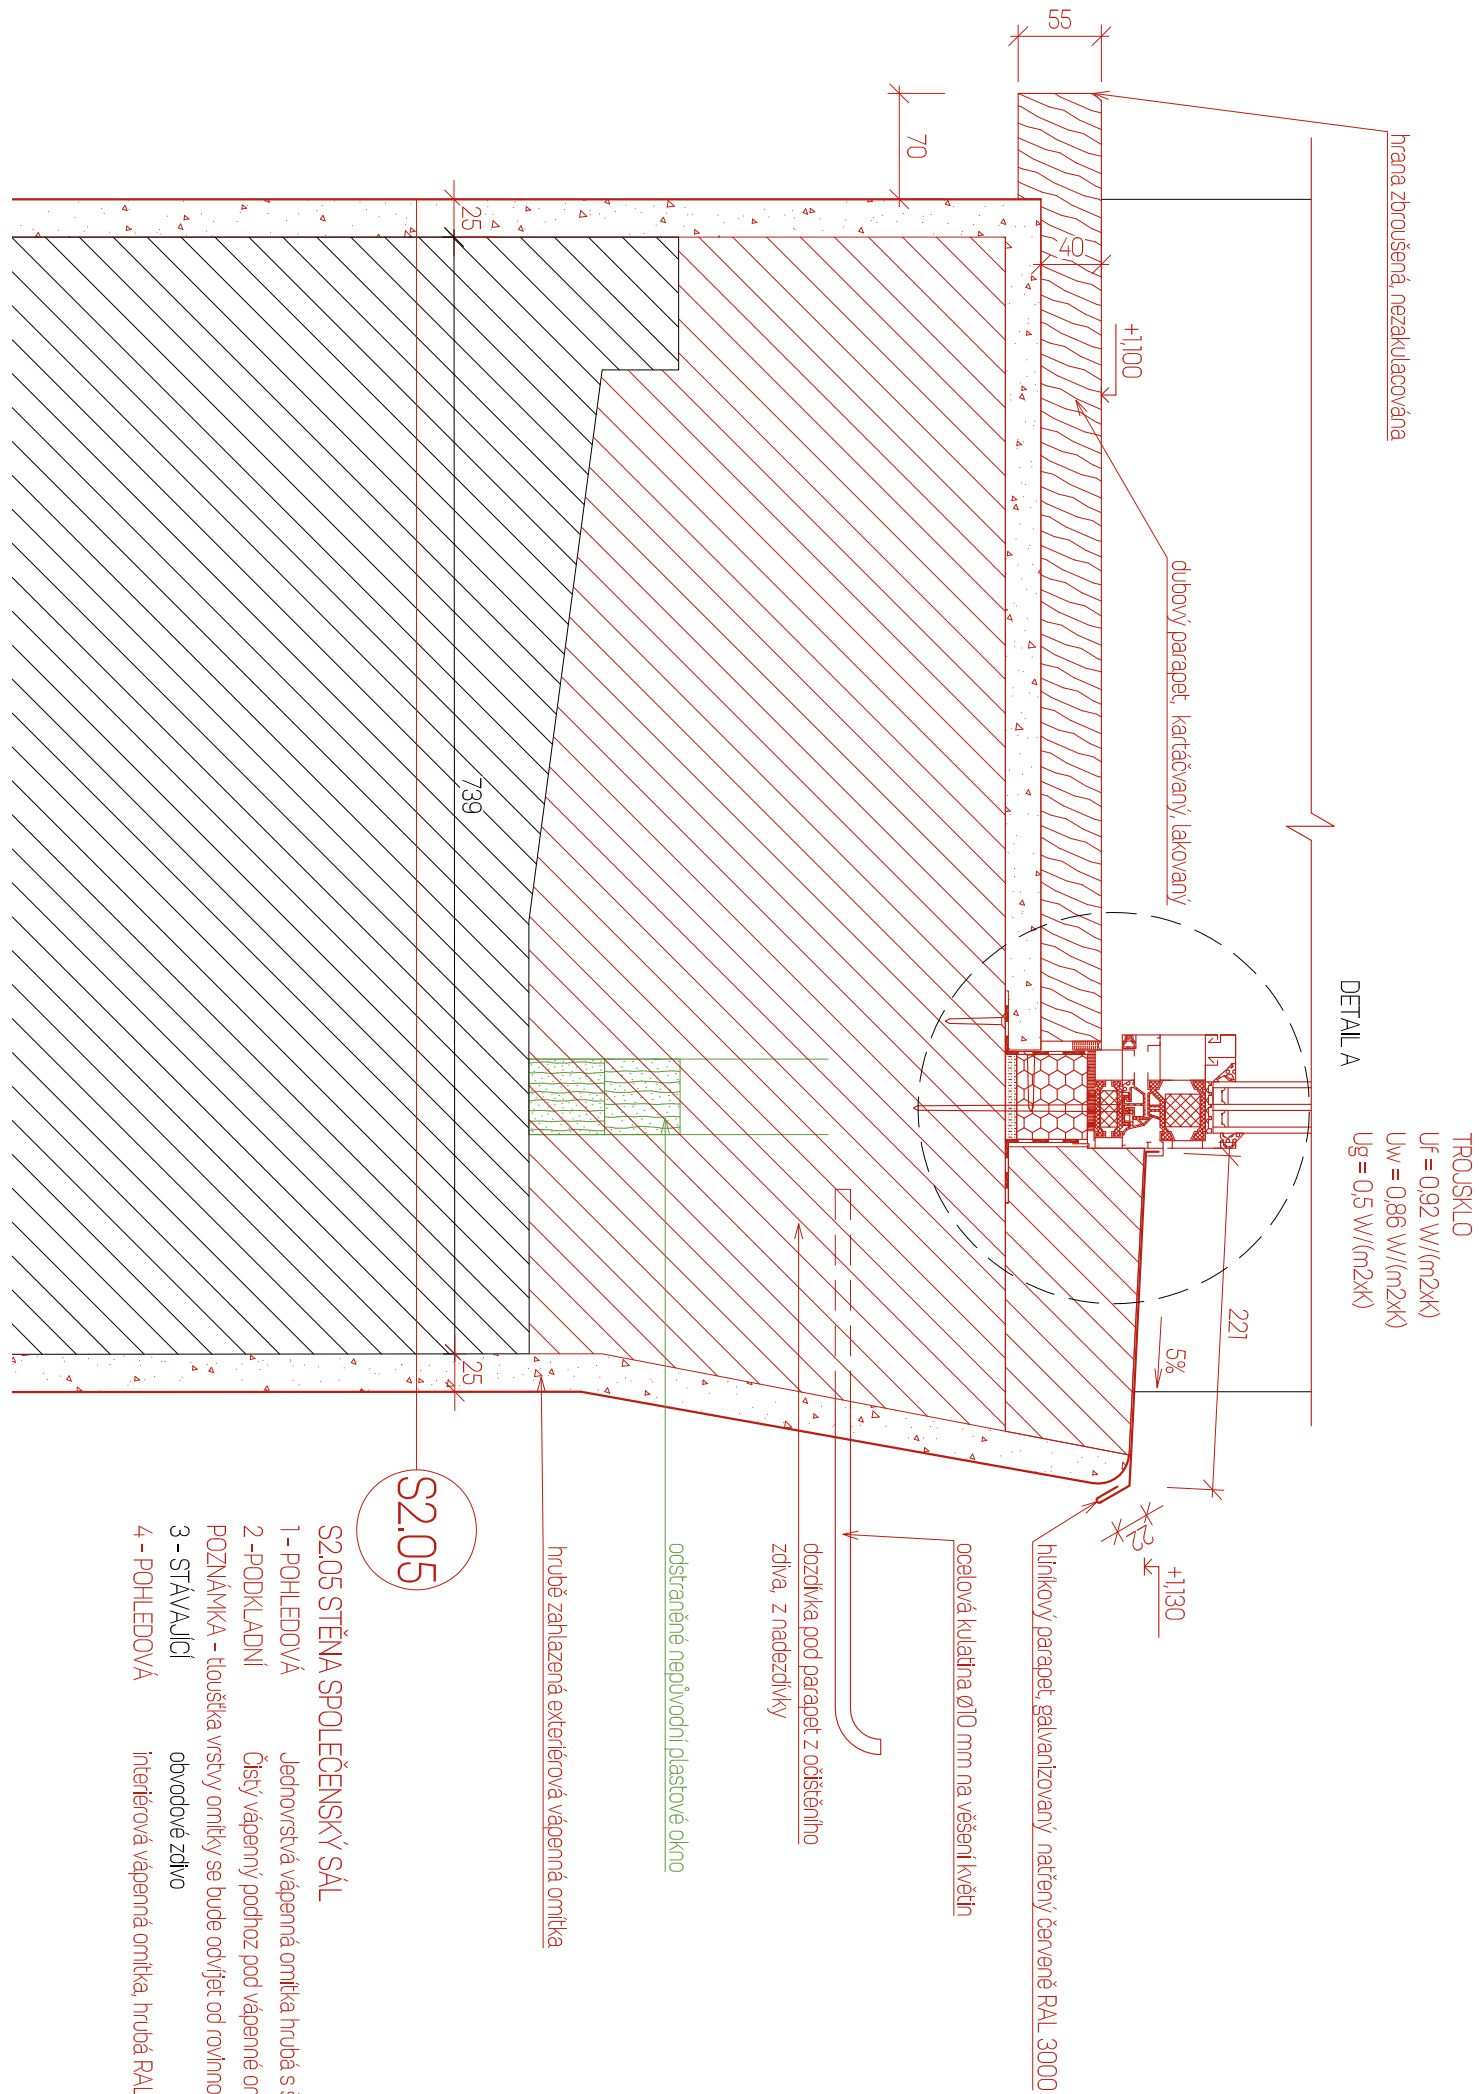 TROJSKLO
Uf = 0,92 W/(m2xK)
Uw = 0,86 W/(m2xK)
Ug = 0,5 W/(m2xK)
hrana zbroušená, nezakulacována
DETAIL A
55
70
25
40
+1,100
dubový parapet, kartáčvaný, lakovaný
221
5%
23
+1,130
739
25
hliníkový parapet, galvanizovaný, natřený červeně RAL 3000
ocelová kulatina ø10 mm na věšení květin
dozdívka pod parapet z očištěního
zdiva, z nadezdívky
odstraněné nepůvodní plastové okno
hrubě zahlazená exteriérová vápenná omítka
S2.05
S2.05 STĚNA SPOLEČENSKÝ SÁL
1 - POHLEDOVÁ Jednovrstvá vápenná omítka hrubá s
2 -PODKLADNÍ Čistý vápenný podhoz pod vápenné
POZNÁMKA - tloušťka vrstvy omítky se bude odvíjet od
3 - STÁVAJÍCÍ obvodové zdivo
4 - POHLEDOVÁ interiérová vápenná omítka, hrubá RAL